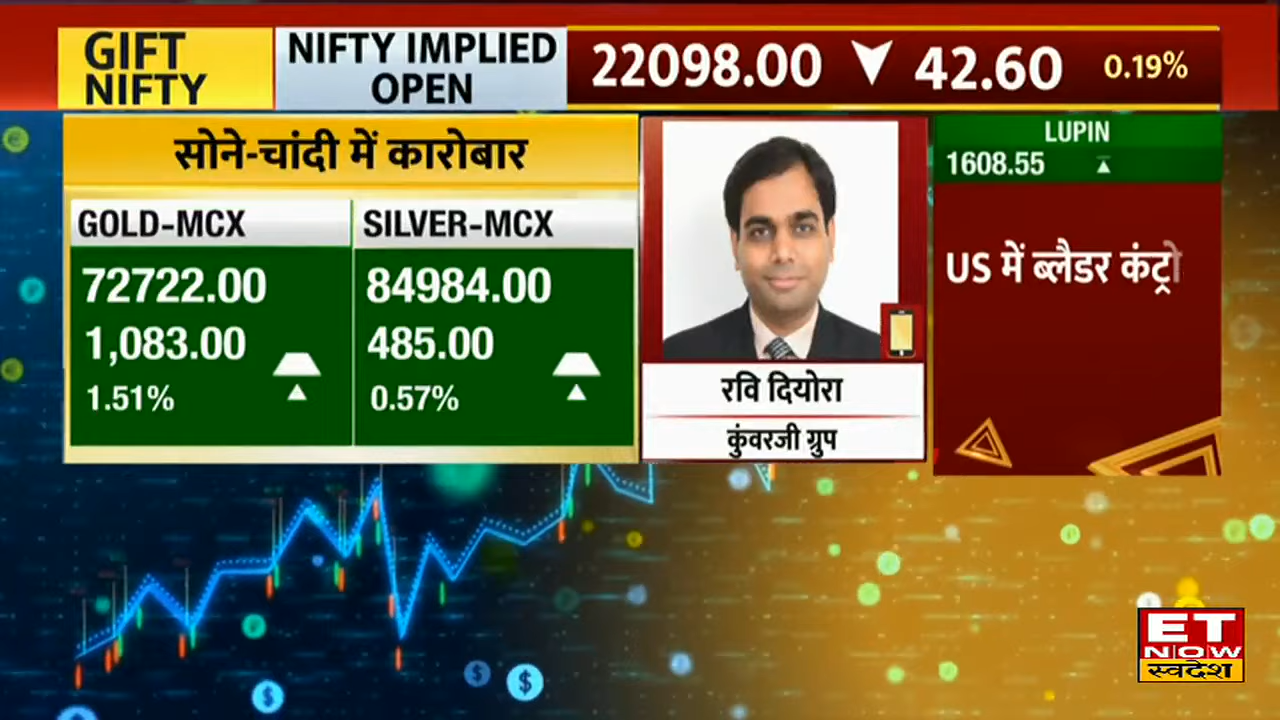 GIFT
NIFTY
NIFTY IMPLIED
OPEN
22098.00
42.60
0.19%
सोने-चांदी में कारोबार
GOLD-MCX
72722.00
1,083.00
1.51%
SILVER-MCX
84984.00
485.00
0.57%
रवि दियोरा
कुंवरजी ग्रुप
LUPIN
1608.55
US में ब्लैडर कंट्रो
ET
NOW
स्वदेश